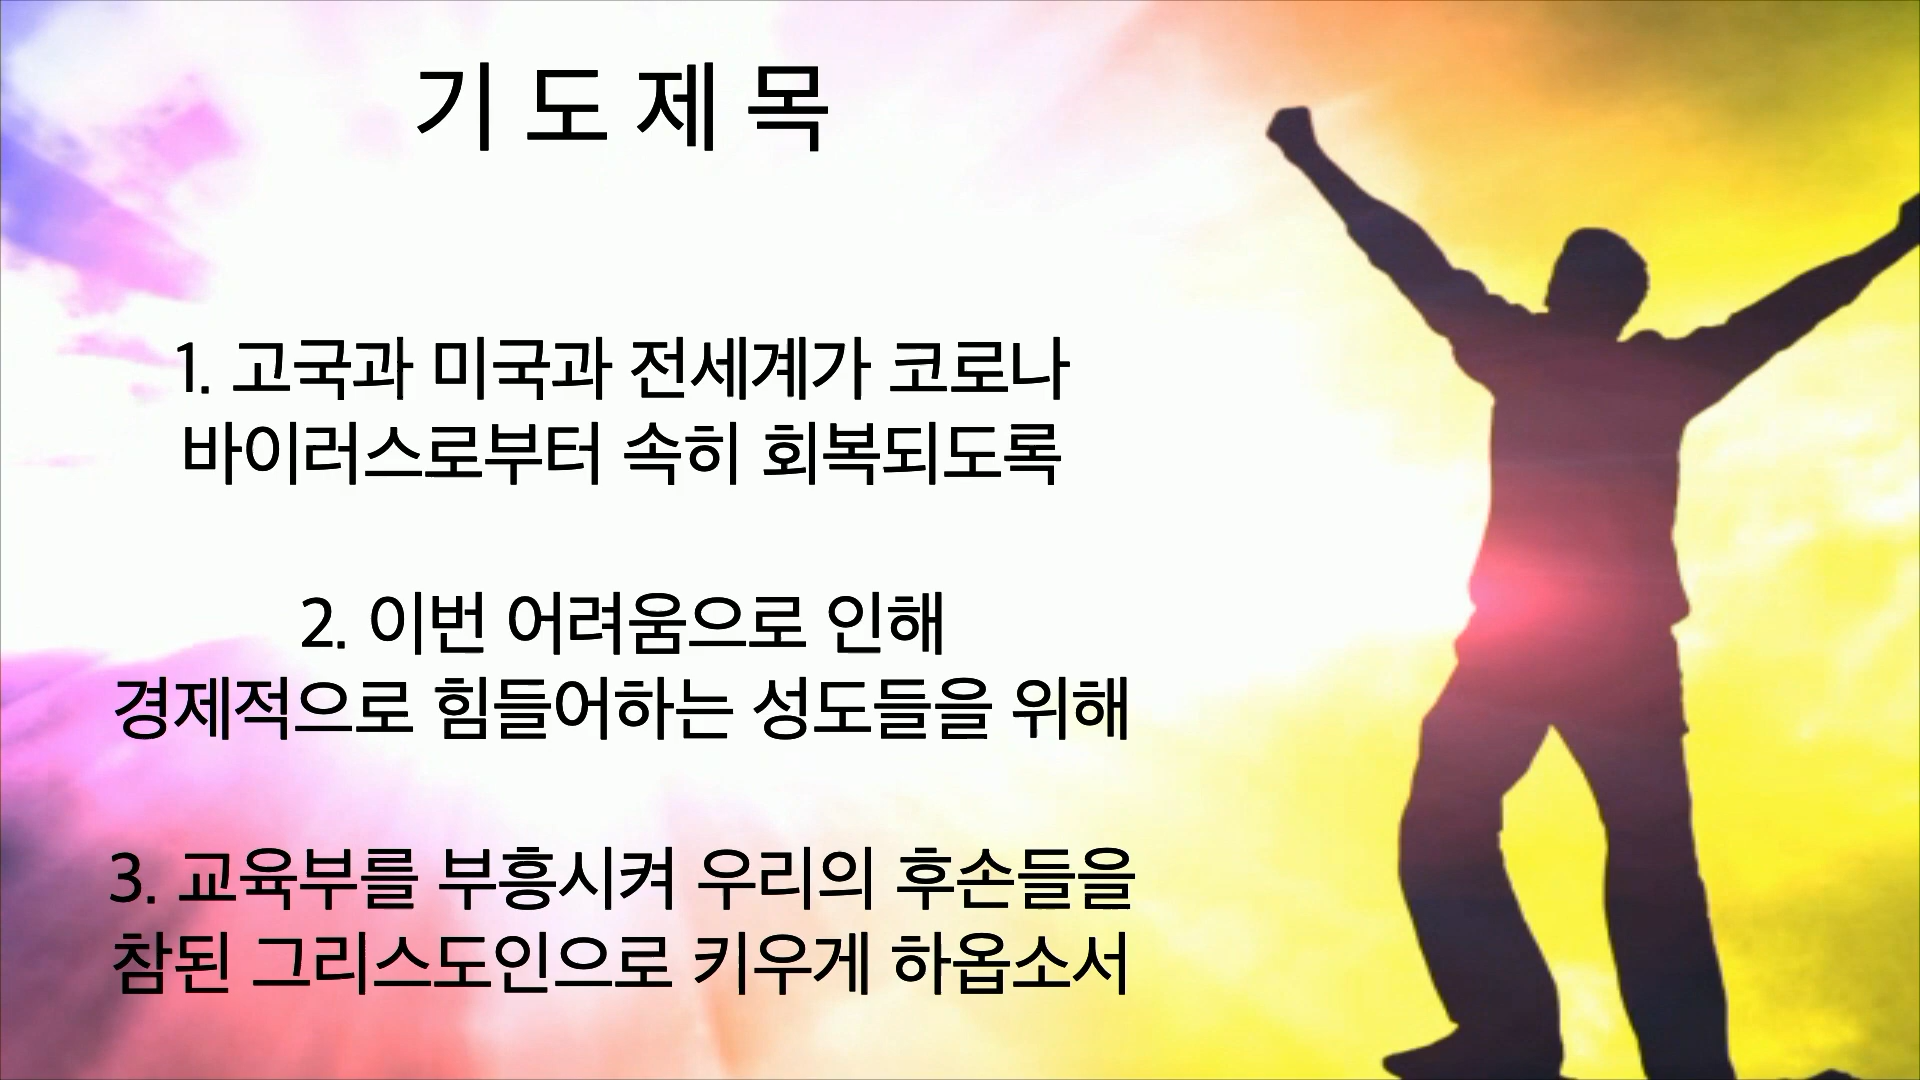 기 도 제 목
1. 고국과 미국과 전세계가 코로나
바이러스로부터 속히 회복되도록
2. 이번 어려움으로 인해
경제적으로 힘들어하는 성도들을 위해
3. 교육부를 부흥시켜 우리의 후손들을
참된 그리스도인으로 키우게 하옵소서